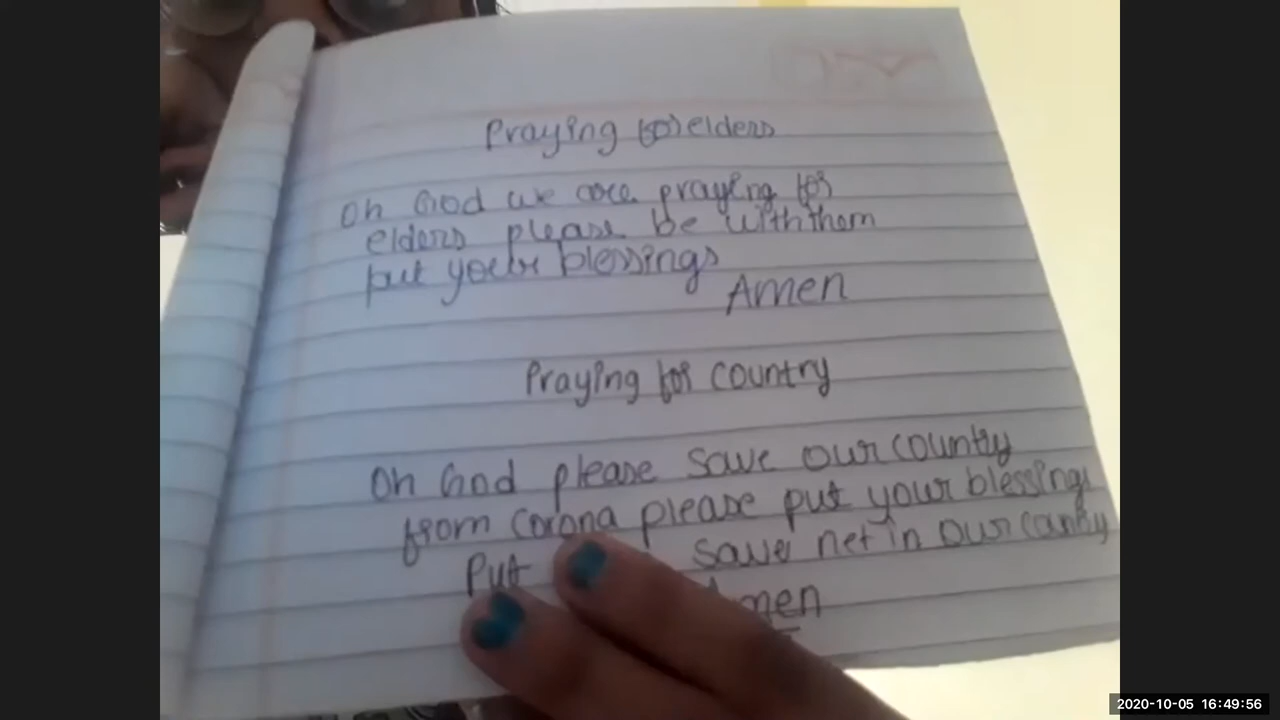 Praying for elders
Oh God we are praying for
elders please be with them
put your blessings
Amen
Praying for country
Oh God please save our country
from corona please put your blessings
Put save net in our counky
men
2020-10-05 16:49:56